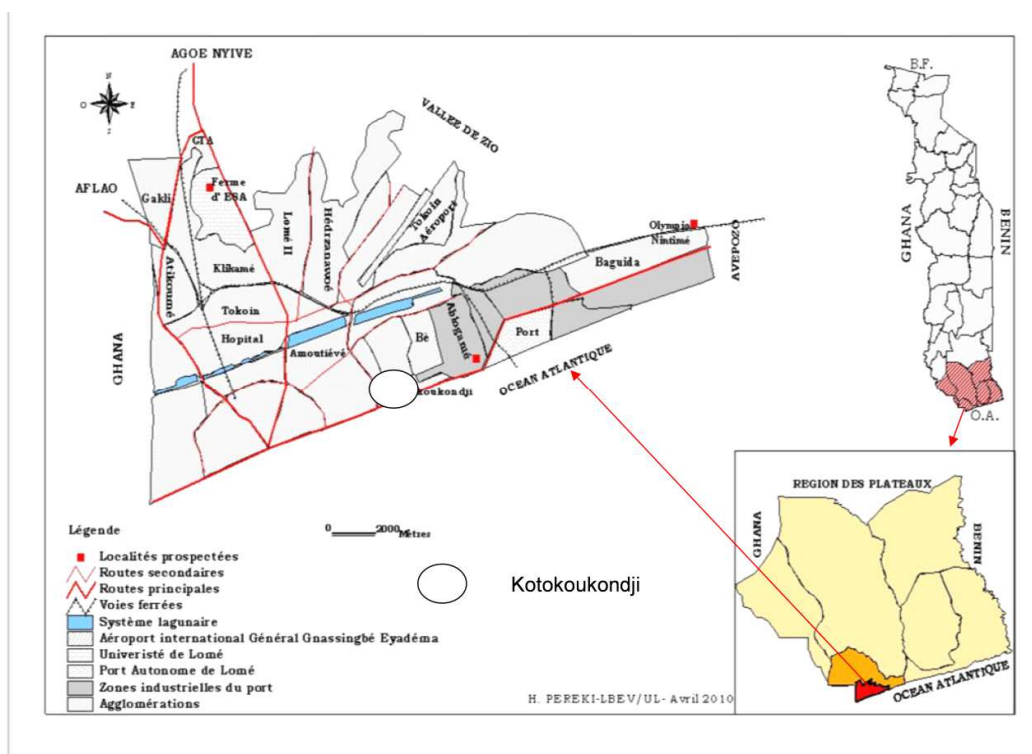 AGOE NYIVE
N
O
E
S
GTA
AFLAO
Gakli
Ferme
d' ESA
VALLEE DE ZIO
Lomé II
Hédzranawoé
Tokoin
Aéroport
Olympio
Nintimé
AVEPOZO
Baguida
Atikoumé
Klikamé
Tokoin
Hopital
Amoutiévé
Bè
Ablogamé
Port
GHANA
koukondji
OCEAN ATLANTIQUE
B.F.
GHANA
BENIN
O.A.
REGION DES PLATEAUX
GHANA
BENIN
OCEAN ATLANTIQUE
0 2000 Mètres
Légende
Localités prospectées
Routes secondaires
Routes principales
Voies ferrées
Système lagunaire
Aéroport international Général Gnassingbé Eyadéma
Univeristé de Lomé
Port Autonome de Lomé
Zones industrielles du port
Agglomérations
Kotokoukondji
H. PEREKI-LBEV/UL- Avril 2010